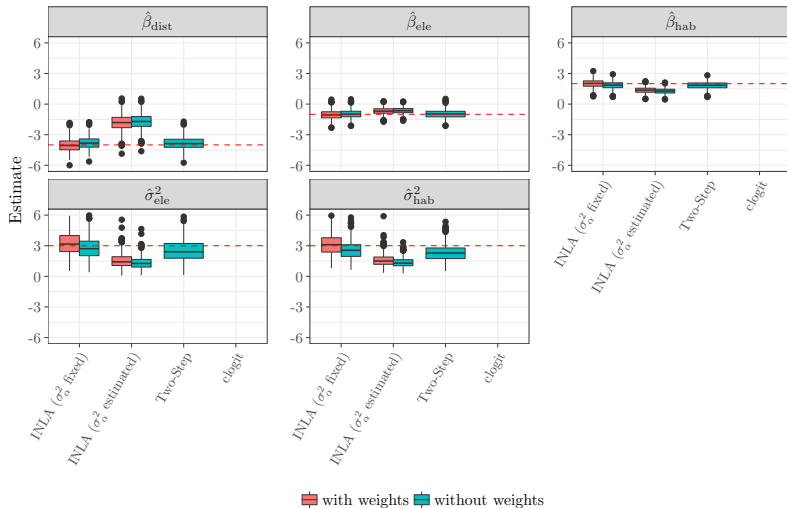 β̂dist
β̂ele
β̂hab
6
3
0
-3
-6
6
3
0
-3
-6
6
3
0
-3
-6
Estimate
σ̂²ele
σ̂²hab
6
3
0
-3
-6
6
3
0
-3
-6
INLA (σ²α fixed)
INLA (σ²α estimated)
Two-Step
clogit
INLA (σ²α fixed)
INLA (σ²α estimated)
Two-Step
clogit
INLA (σ²α fixed)
INLA (σ²α estimated)
Two-Step
clogit
with weights without weights